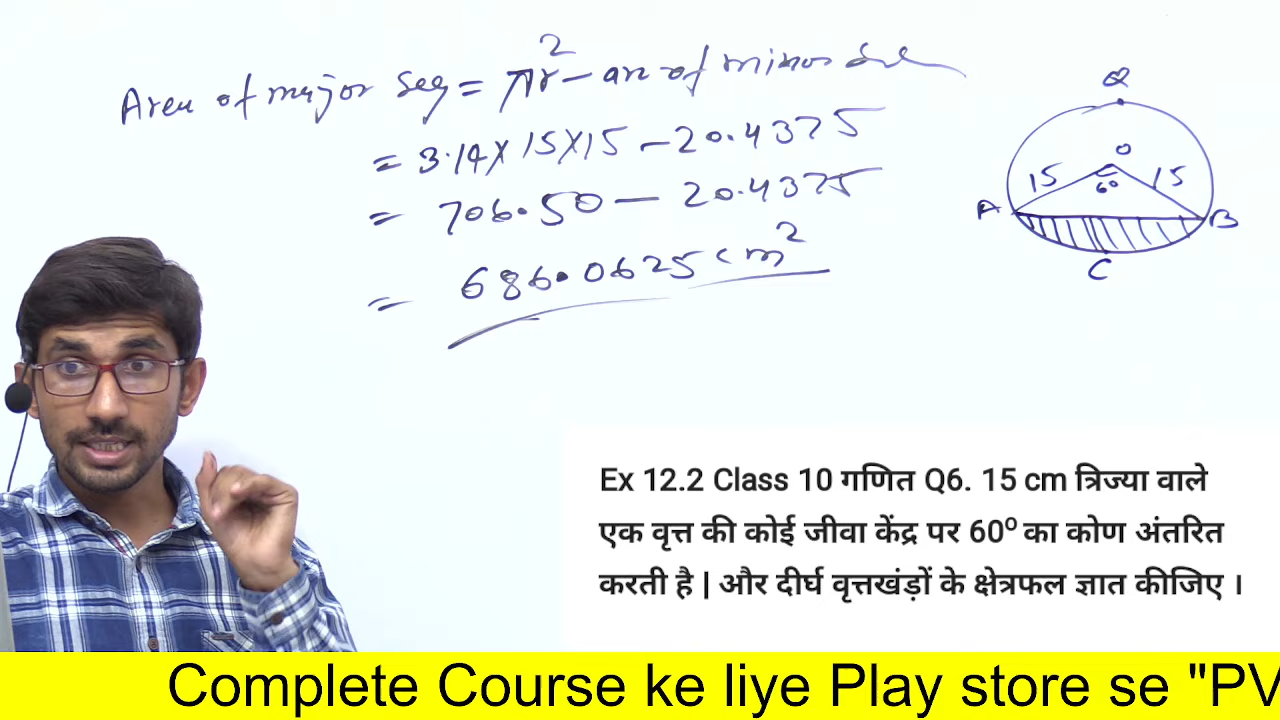 Area of major seg = πr² - ar of minor
= 3.14 X 15 X 15 - 20.4375
= 706.50 - 20.4375
= 686.0625 cm²
Q
O
15 60 15
A B
C
Ex 12.2 Class 10 गणित Q6. 15 cm त्रिज्या वाले
एक वृत्त की कोई जीवा केंद्र पर 60⁰ का कोण अंतरित
करती है | और दीर्घ वृत्तखंड़ों के क्षेत्रफल ज्ञात कीजिए ।
Complete Course ke liye Play store se "PV